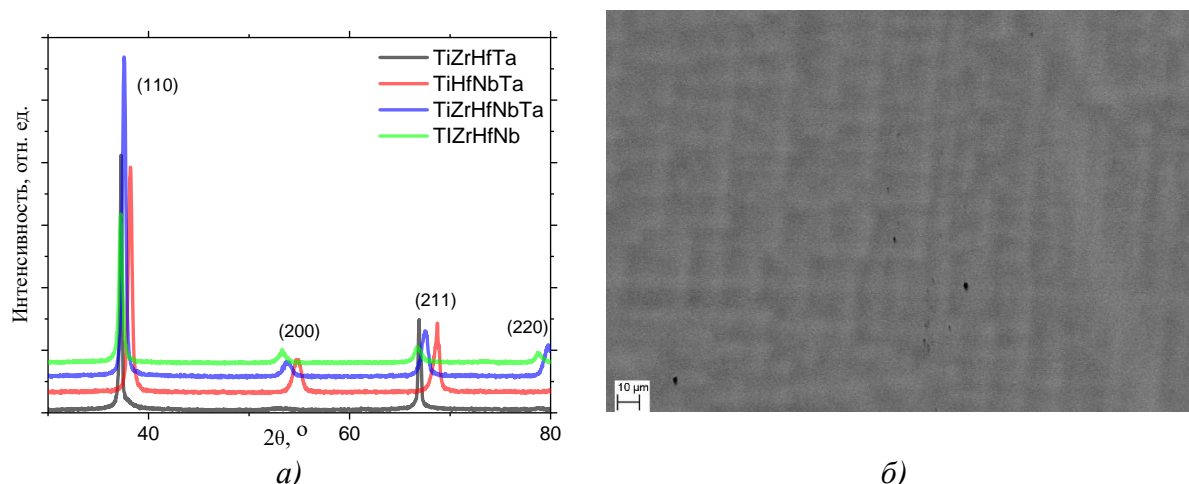 TiZrHfTa
TiHfNbTa
TiZrHfNbTa
TIZrHfNb
(110)
(200)
(211)
(220)
Интенсивность, отн. ед.
40
60
80
2θ, º
а)
10 µm
б)